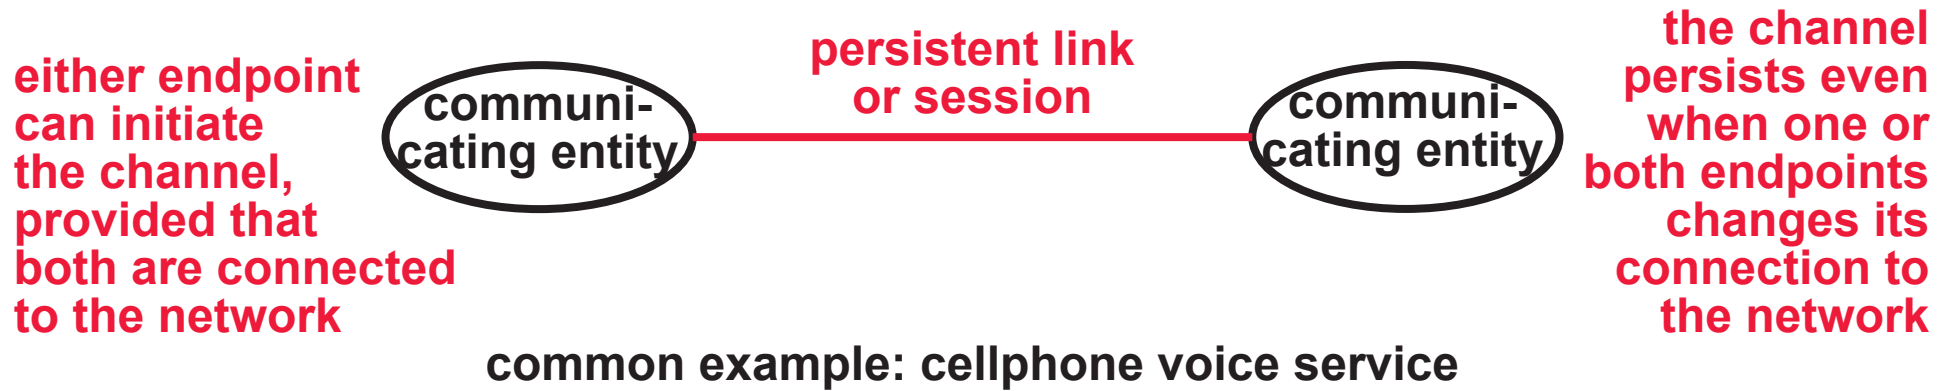 either endpoint
can initiate
the channel,
provided that
both are connected
to the network
communi-
cating entity
persistent link
or session
communi-
cating entity
the channel
persists even
when one or
both endpoints
changes its
connection to
the network
common example: cellphone voice service